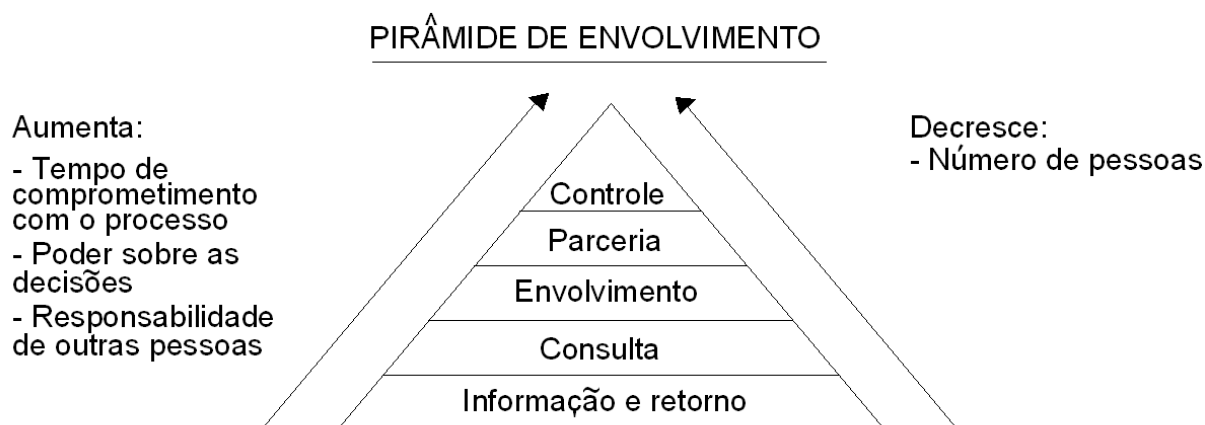 PIRÂMIDE DE ENVOLVIMENTO
Aumenta:
- Tempo de
comprometimento
com o processo
- Poder sobre as
decisões
- Responsabilidade
de outras pessoas
Decresce:
- Número de pessoas
Controle
Parceria
Envolvimento
Consulta
Informação e retorno